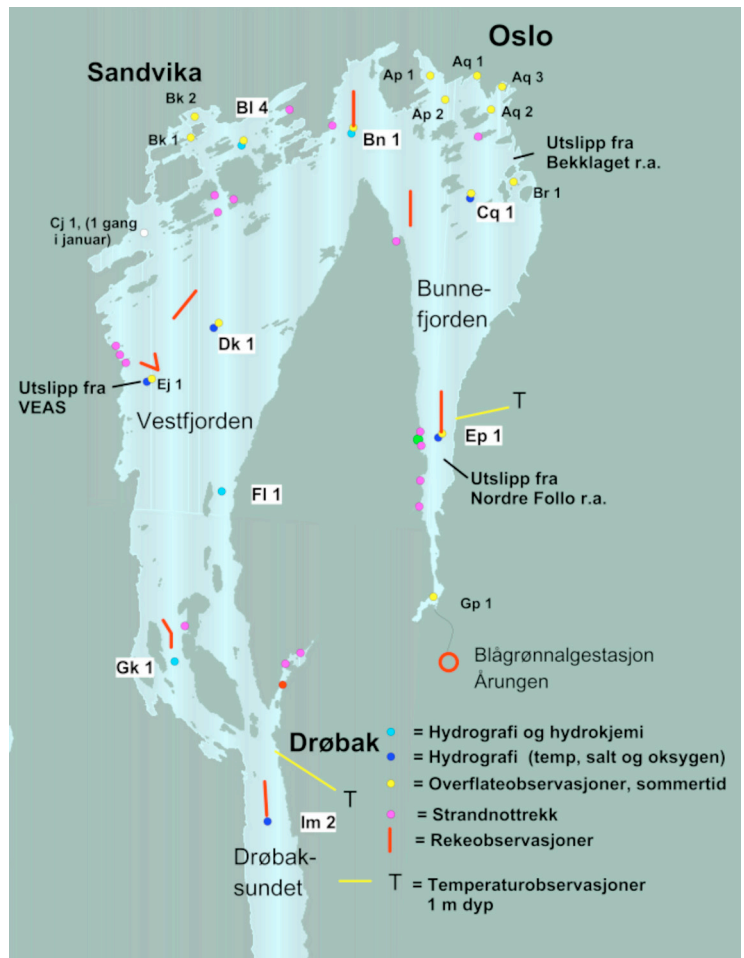 Oslo
Sandvika
Ap 1
Aq 1
Aq 3
Bk 2
Bl 4
Ap 2
Aq 2
Bk 1
Bn 1
Utslipp fra
Bekklaget r.a.
Br 1
Cq 1
Cj 1, (1 gang
i januar)
Bunne-
fjorden
Dk 1
Utslipp fra
VEAS
Ej 1
T
Vestfjorden
Ep 1
Utslipp fra
Nordre Follo r.a.
Fl 1
Gp 1
Blågrønnalgestasjon
Årungen
Gk 1
Drøbak
= Hydrografi og hydrokjemi
= Hydrografi (temp, salt og oksygen)
= Overflateobservasjoner, sommertid
T
= Strandnottrekk
Im 2
= Rekeobservasjoner
Drøbak-
sundet
T = Temperaturobservasjoner
1 m dyp